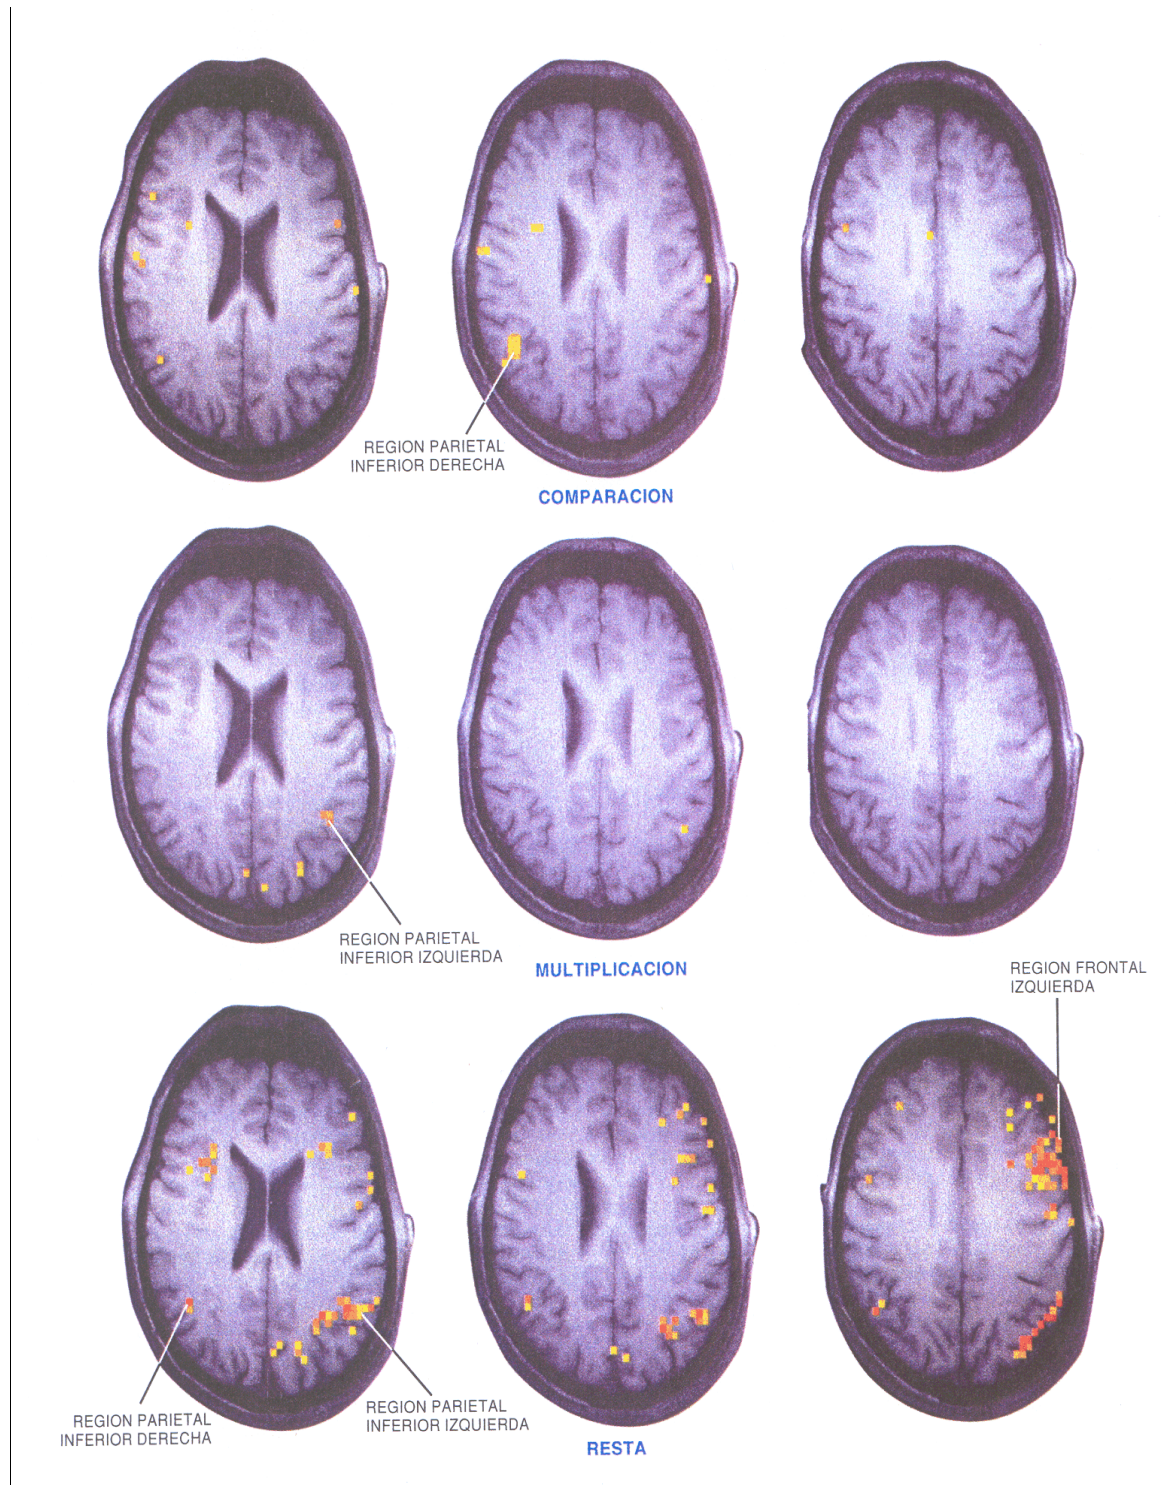 REGION PARIETAL
INFERIOR DERECHA
COMPARACION
REGION PARIETAL
INFERIOR IZQUIERDA
MULTIPLICACION
REGION FRONTAL
IZQUIERDA
REGION PARIETAL
INFERIOR DERECHA
REGION PARIETAL
INFERIOR IZQUIERDA
RESTA